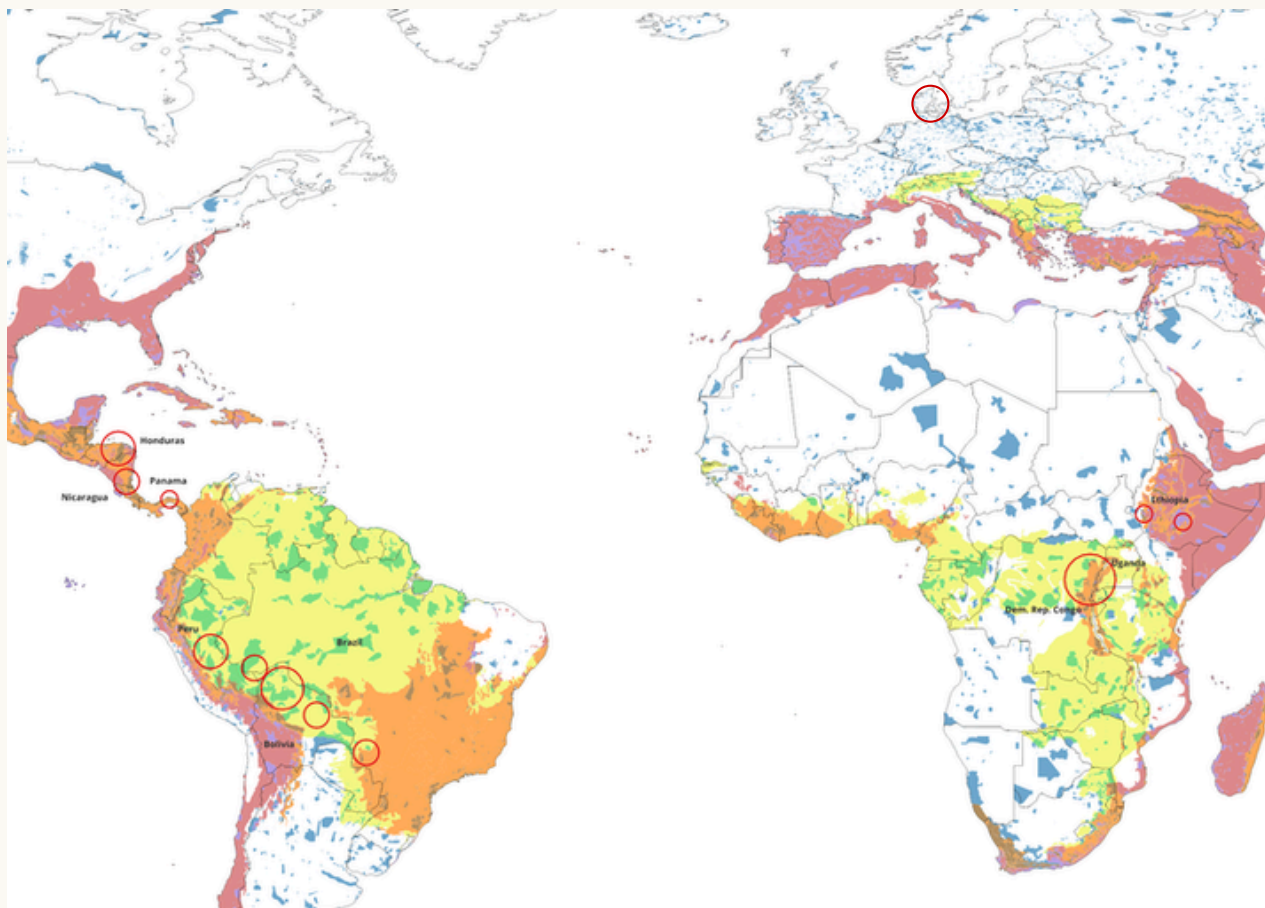 Honduras
Panama
Nicaragua
Ethiopia
Uganda
Dem. Rep. Congo
Peru
Brazil
Bolivia